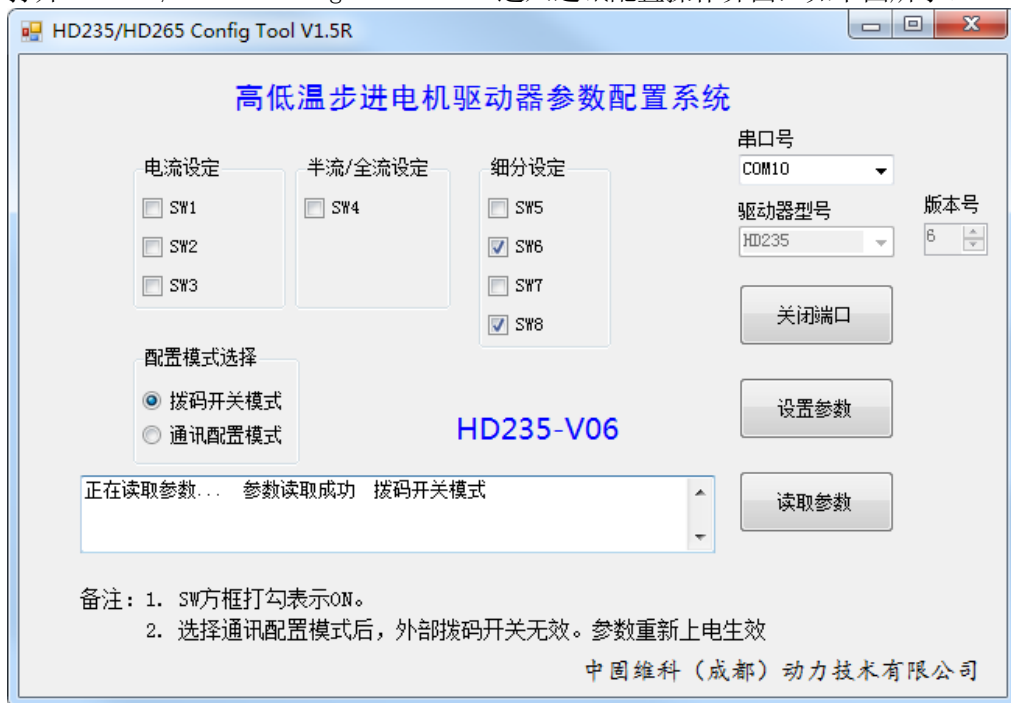 HD235/HD265 Config Tool V1.5R
高低温步进电机驱动器参数配置系统
串口号
COM10
电流设定
半流/全流设定
细分设定
SW1
SW4
SW5
驱动器型号
版本号
HD235
6
SW2
SW6
SW3
SW7
SW8
关闭端口
配置模式选择
拨码开关模式
通讯配置模式
HD235-V06
设置参数
正在读取参数... 参数读取成功 拨码开关模式
读取参数
备注: 1. SW方框打勾表示ON。
2. 选择通讯配置模式后，外部拨码开关无效。参数重新上电生效
中国维科（成都）动力技术有限公司